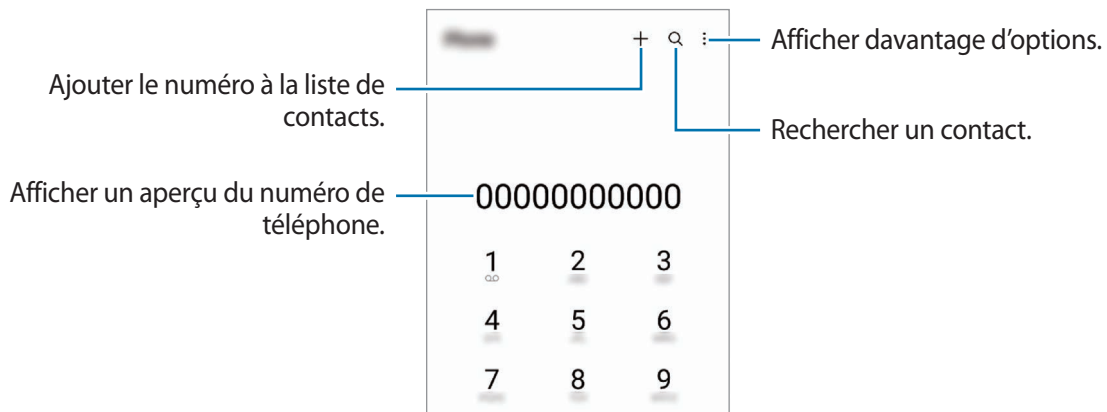 Afficher davantage d'options.
Ajouter le numéro à la liste de
contacts.
Rechercher un contact.
Afficher un aperçu du numéro de
téléphone.
00000000000
1 2 3
4 5 6
7 8 9